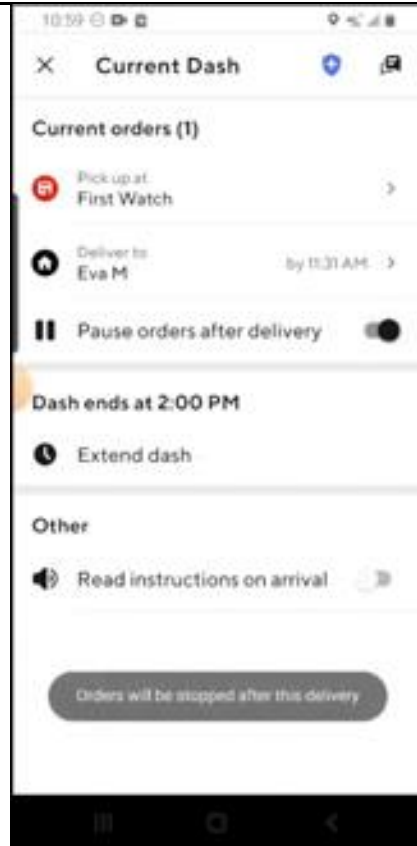 10:59
Current Dash
Current orders (1)
Pick up at
First Watch
Deliver to
Eva M
by 11:31 AM
Pause orders after delivery
Dash ends at 2:00 PM
Extend dash
Other
Read instructions on arrival
Orders will be stopped after this delivery